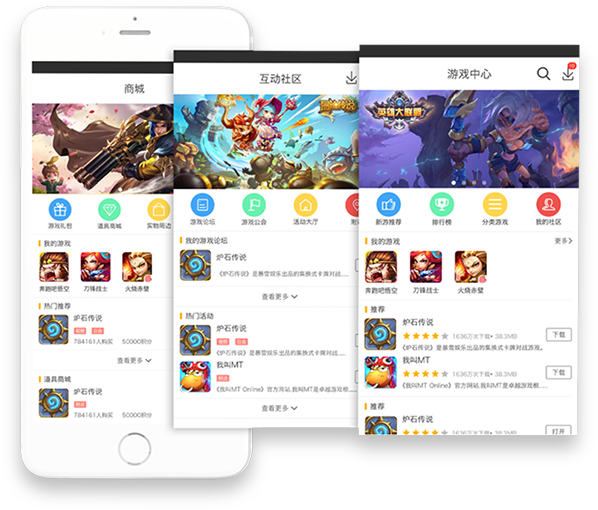 商城
游戏礼包
道具商城
实物周边
我的游戏
奔跑吧悟空
刀锋战士
火烧赤壁
热门推荐
炉石传说
784161人购买 50000积分
查看更多
道具商城
炉石传说
784161人购买 50000积分
互动社区
游戏论坛
游戏公会
活动大厅
我的游戏论坛
炉石传说
《炉石传说》是暴雪娱乐出品的集换式卡牌对战......
查看更多
热门活动
炉石传说
《炉石传说》是暴雪娱乐出品的集换式卡牌对战......
我叫MT
《我叫MT Online》官方网站,我叫MT是卓越游戏根......
查看更多
游戏中心
英雄大联盟
新游推荐
排行榜
分类游戏
我的社区
我的游戏
更多
奔跑吧悟空
刀锋战士
火烧赤壁
推荐
炉石传说
1636万次下载• 38.3MB
下载
《炉石传说》是暴雪娱乐出品的集换式卡牌对战游戏。
我叫MT
1636万次下载• 38.3MB
下载
《我叫MT Online》官方网站,我叫MT是卓越游戏根......
推荐
炉石传说
1636万次下载• 38.3MB
打开